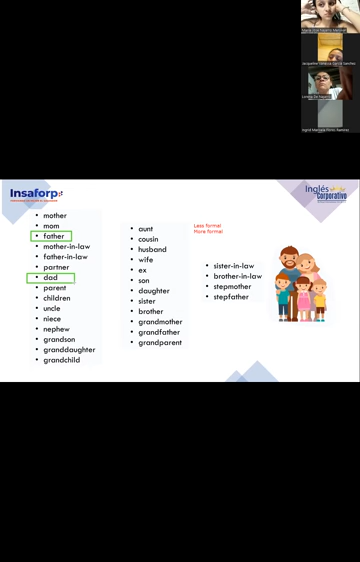 Insaforp
Inglés
Corporativo
mother
mom
father
mother-in-law
father-in-law
partner
dad
parent
children
uncle
niece
nephew
grandson
granddaughter
grandchild
aunt
cousin
husband
wife
ex
son
daughter
sister
brother
grandmother
grandfather
grandparent
Less formal
More formal
sister-in-law
brother-in-law
stepmother
stepfather